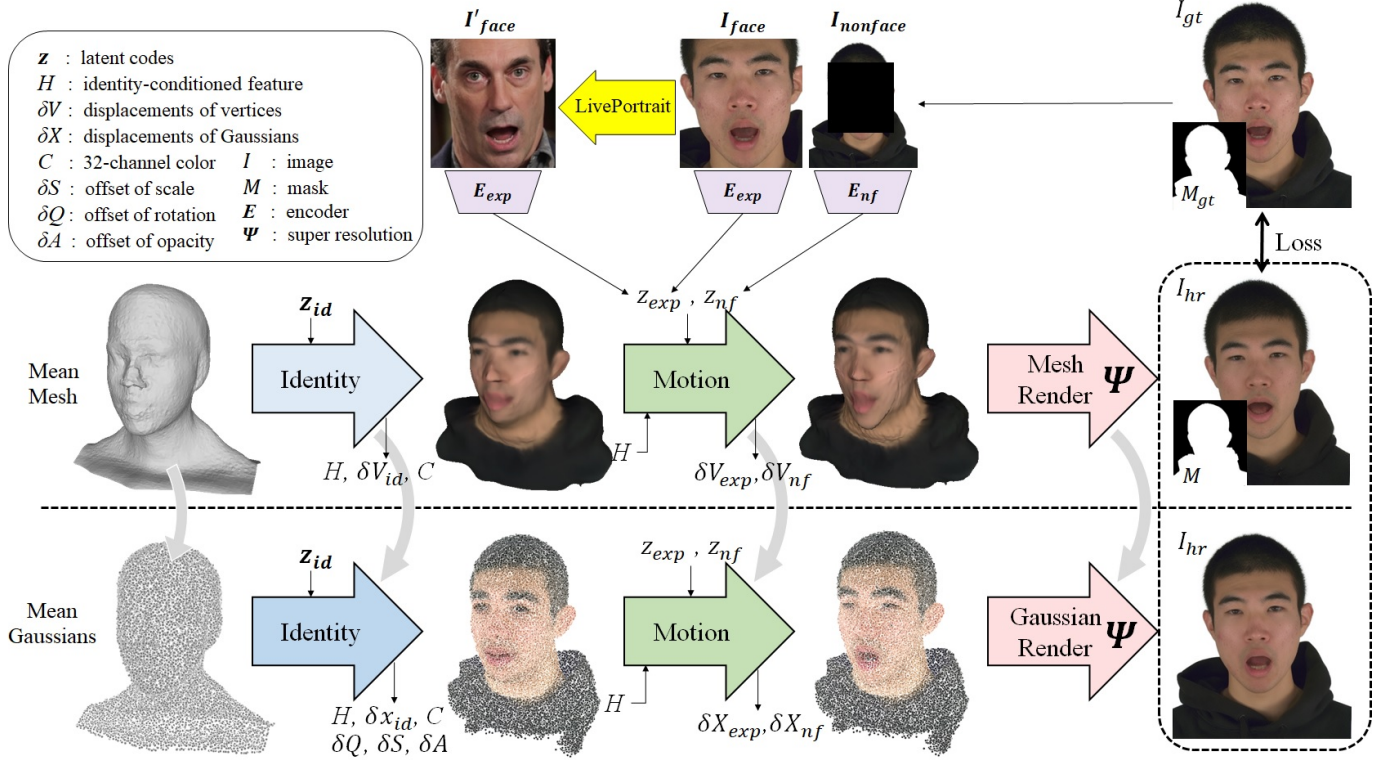 z : latent codes
H : identity-conditioned feature
δV : displacements of vertices
δX : displacements of Gaussians
C : 32-channel color
I : image
δS : offset of scale
M : mask
δQ : offset of rotation
E : encoder
δA : offset of opacity
Ψ : super resolution
I'face
Iface
Inonface
Igt
LivePortrait
Mgt
Eexp
Eexp
Enf
Loss
Mean
Mesh
zid
Identity
H, δVid, C
zexp , znf
Motion
H
δVexp,δVnf
Mesh
Render
Ψ
Ihr
M
Mean
Gaussians
zid
Identity
H, δxid, C
δQ, δS, δA
zexp , znf
Motion
H
δXexp,δXnf
Gaussian
Render
Ψ
Ihr